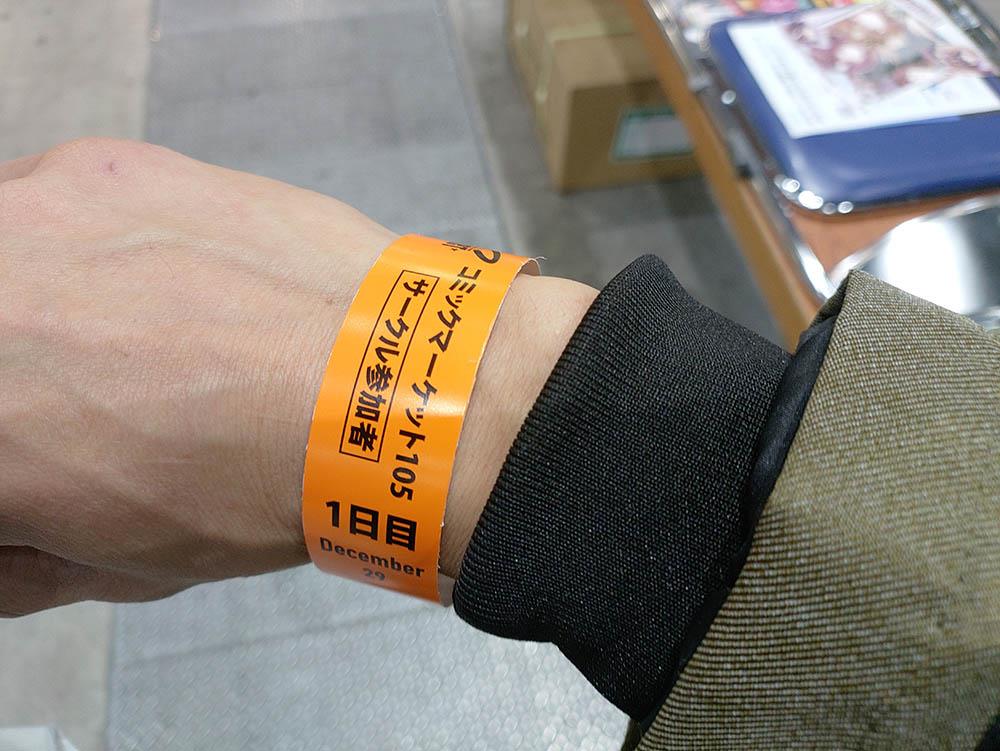 コミックマーケット105
サークル参加者
1日目
December
29